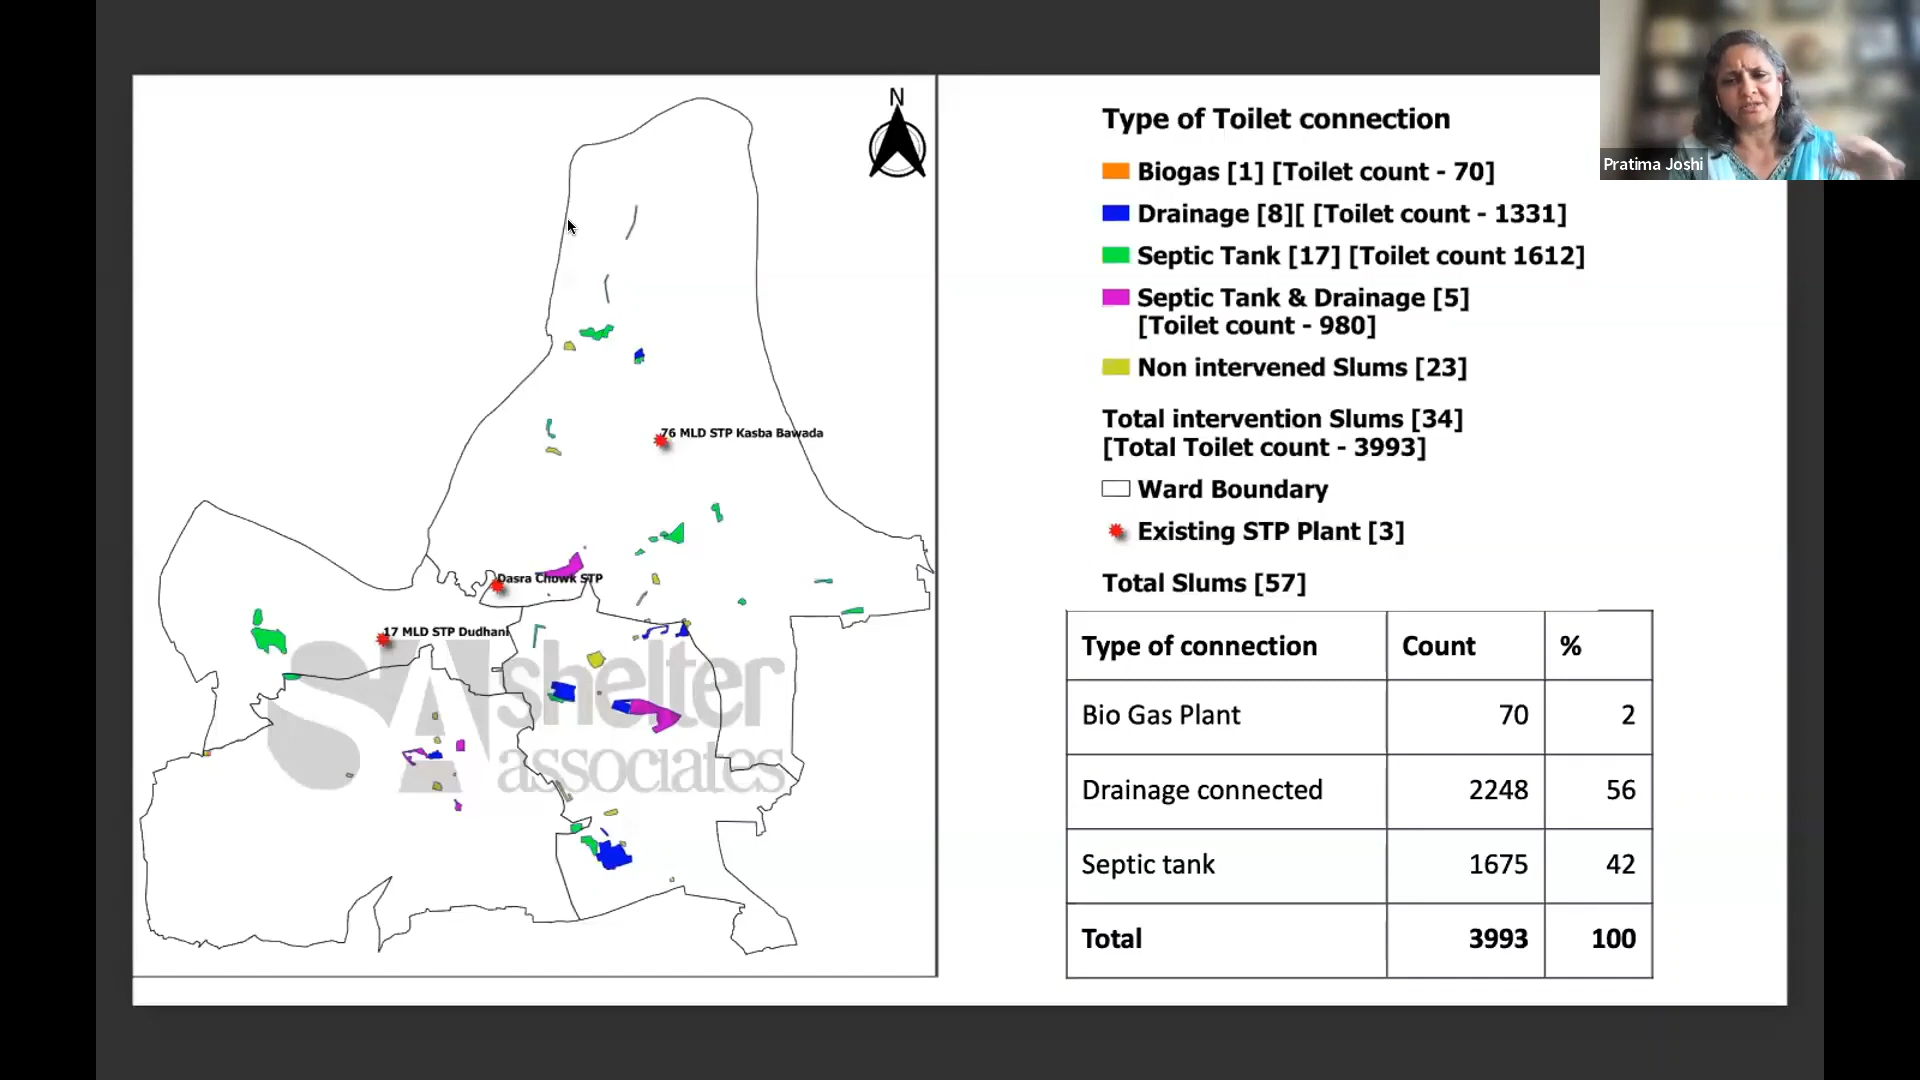 N
76 MLD STP Kasba Bawada
Dasra Chowk STP
17 MLD STP Dudhani
SA shelter
associates
Type of Toilet connection
Biogas [1] [Toilet count - 70]
Drainage [8][ [Toilet count - 1331]
Septic Tank [17] [Toilet count 1612]
Septic Tank & Drainage [5]
[Toilet count - 980]
Non intervened Slums [23]
Total intervention Slums [34]
[Total Toilet count - 3993]
Ward Boundary
Existing STP Plant [3]
Total Slums [57]
Type of connection Count %
Bio Gas Plant 70 2
Drainage connected 2248 56
Septic tank 1675 42
Total 3993 100
Pratima Joshi